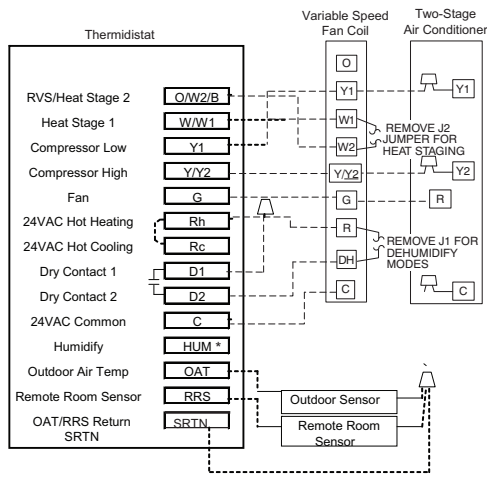 Variable Speed
Fan Coil
Two-Stage
Air Conditioner
Thermidistat
O
RVS/Heat Stage 2 O/W2/B Y1 Y1
Heat Stage 1 W/W1 W1
REMOVE J2
JUMPER FOR
HEAT STAGING
Compressor Low Y1 W2
Compressor High Y/Y2 Y/Y2 Y2
Fan G G R
24VAC Hot Heating Rh R
REMOVE J1 FOR
DEHUMIDIFY
MODES
24VAC Hot Cooling Rc
Dry Contact 1 D1 DH
Dry Contact 2 D2 C C
24VAC Common C
Humidify HUM *
Outdoor Air Temp OAT
Remote Room Sensor RRS Outdoor Sensor
OAT/RRS Return
SRTN
SRTN
Remote Room
Sensor